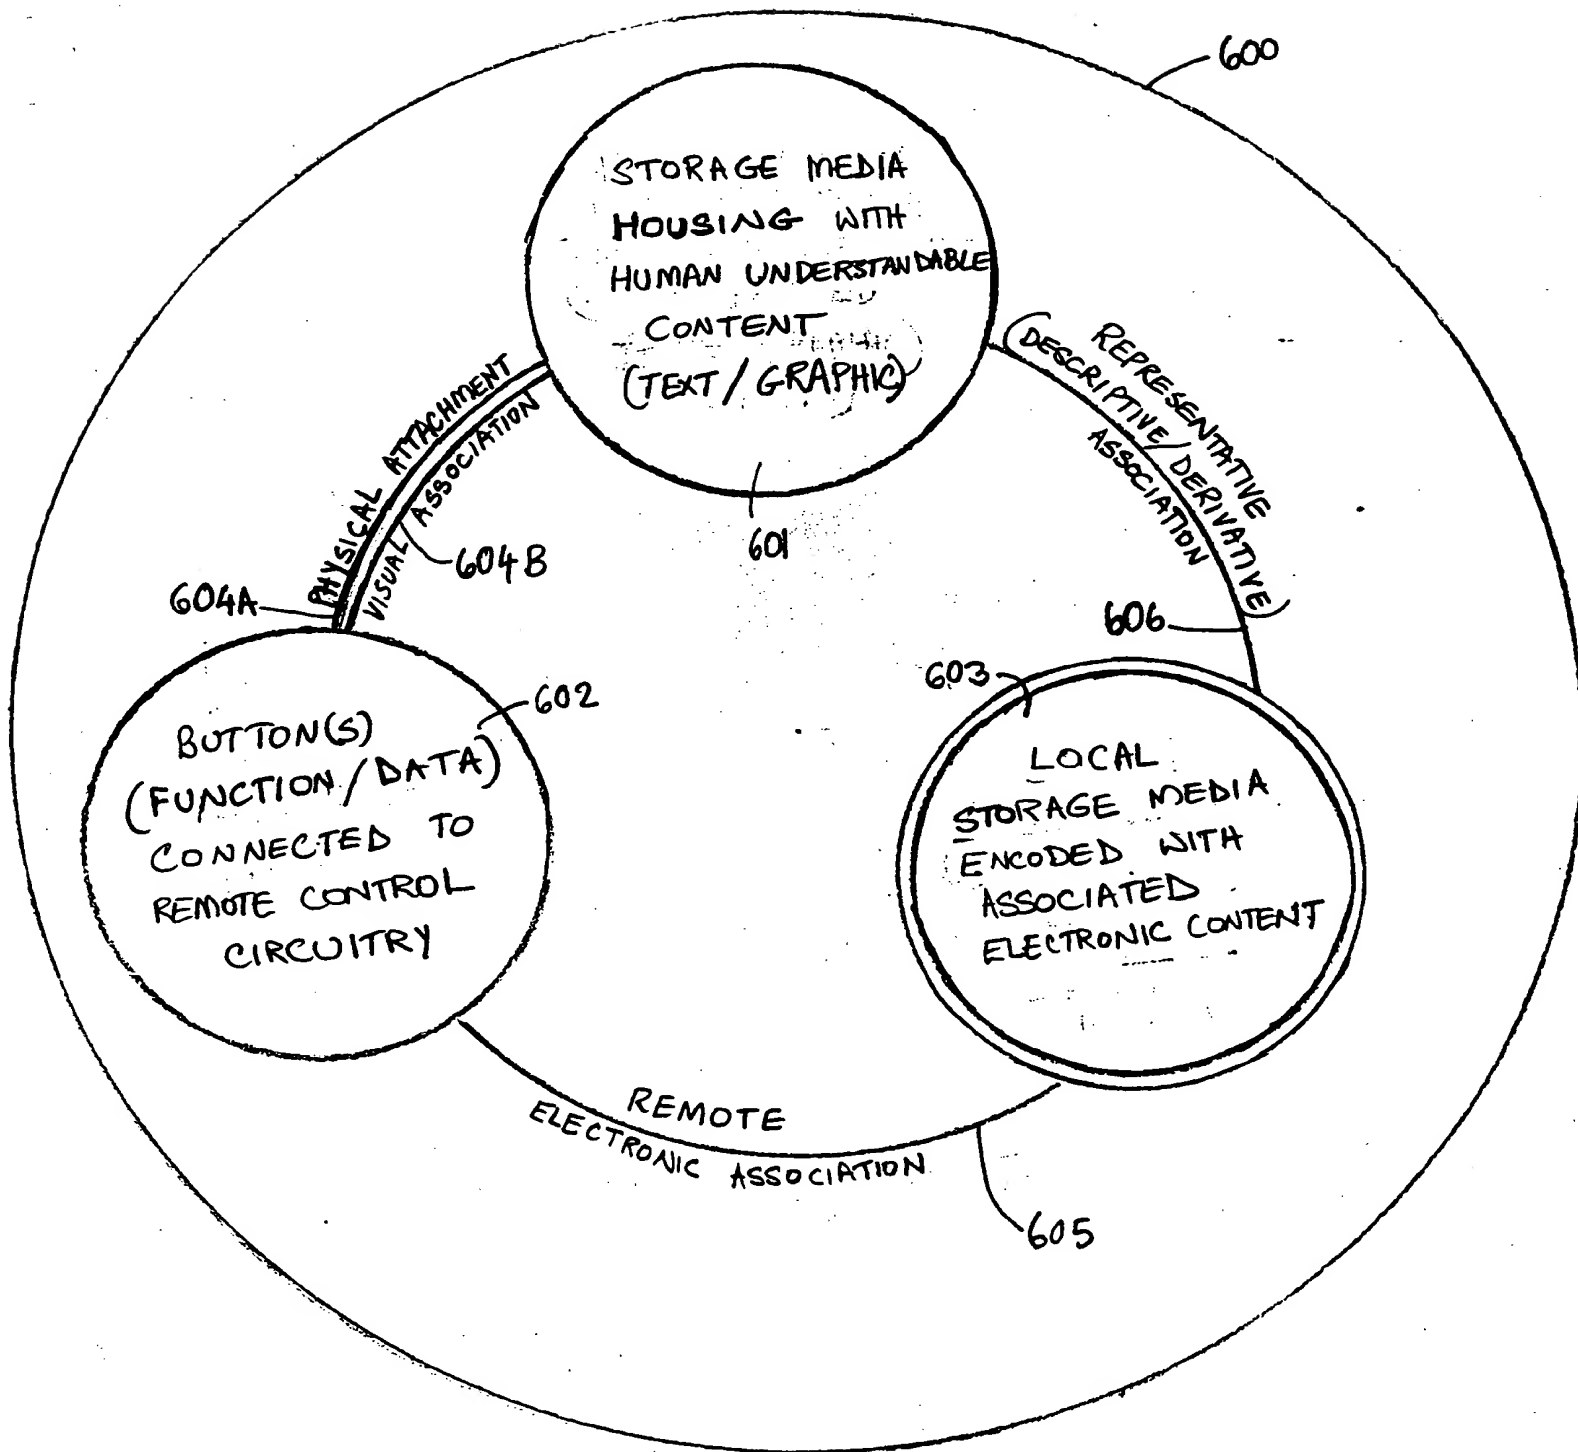 600
STORAGE MEDIA
HOUSING WITH
HUMAN UNDERSTANDABLE
CONTENT
(TEXT/GRAPHIC)
601
PHYSICAL ATTACHMENT
VISUAL ASSOCIATION
604A
604B
REPRESENTATIVE
(DESCRIPTIVE/DERIVATIVE)
ASSOCIATION
606
602
BUTTON(S)
(FUNCTION/DATA)
CONNECTED TO
REMOTE CONTROL
CIRCUITRY
603
LOCAL
STORAGE MEDIA
ENCODED WITH
ASSOCIATED
ELECTRONIC CONTENT
REMOTE
ELECTRONIC ASSOCIATION
605